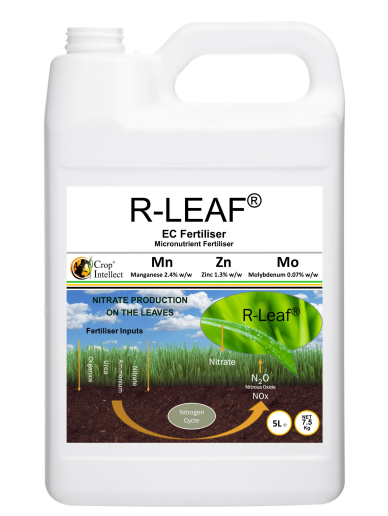 R-LEAF®
EC Fertiliser
Micronutrient Fertiliser
Crop®
Intellect
Mn
Manganese 2.4% w/w
Zn
Zinc 1.3% w/w
Mo
Molybdenum 0.07% w/w
NITRATE PRODUCTION
ON THE LEAVES
R-Leaf®
Fertiliser Inputs
Organics
Urea
Ammonium
Nitrate
Nitrate
N₂O
Nitrous Oxide
NOx
Nitrogen
Cycle
5L e
NET
7.5
Kg